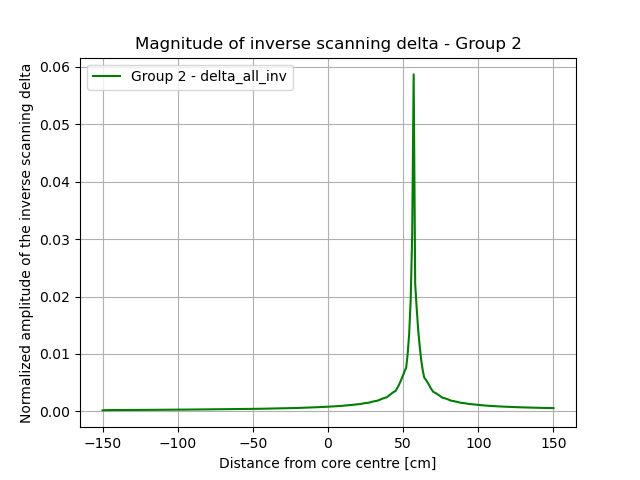 Magnitude of inverse scanning delta - Group 2
Group 2 - delta_all_inv
Normalized amplitude of the inverse scanning delta
0.06
0.05
0.04
0.03
0.02
0.01
0.00
−150 −100 −50 0 50 100 150
Distance from core centre [cm]